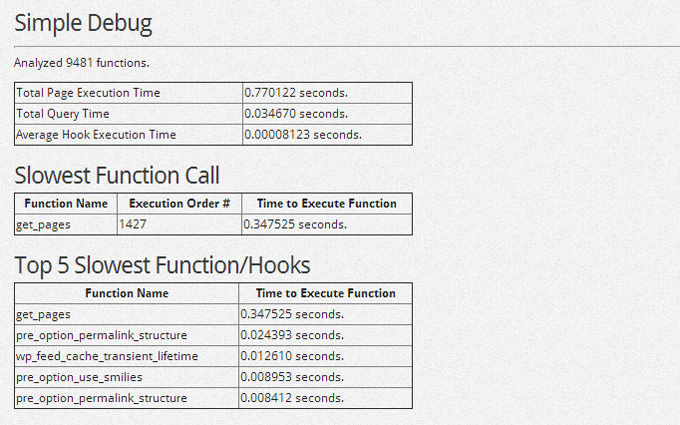 Simple Debug
Analyzed 9481 functions.
Total Page Execution Time 0.770122 seconds.
Total Query Time 0.034670 seconds.
Average Hook Execution Time 0.00008123 seconds.
Slowest Function Call
Function Name Execution Order # Time to Execute Function
get_pages 1427 0.347525 seconds.
Top 5 Slowest Function/Hooks
Function Name Time to Execute Function
get_pages 0.347525 seconds.
pre_option_permalink_structure 0.024393 seconds.
wp_feed_cache_transient_lifetime 0.012610 seconds.
pre_option_use_smilies 0.008953 seconds.
pre_option_permalink_structure 0.008412 seconds.